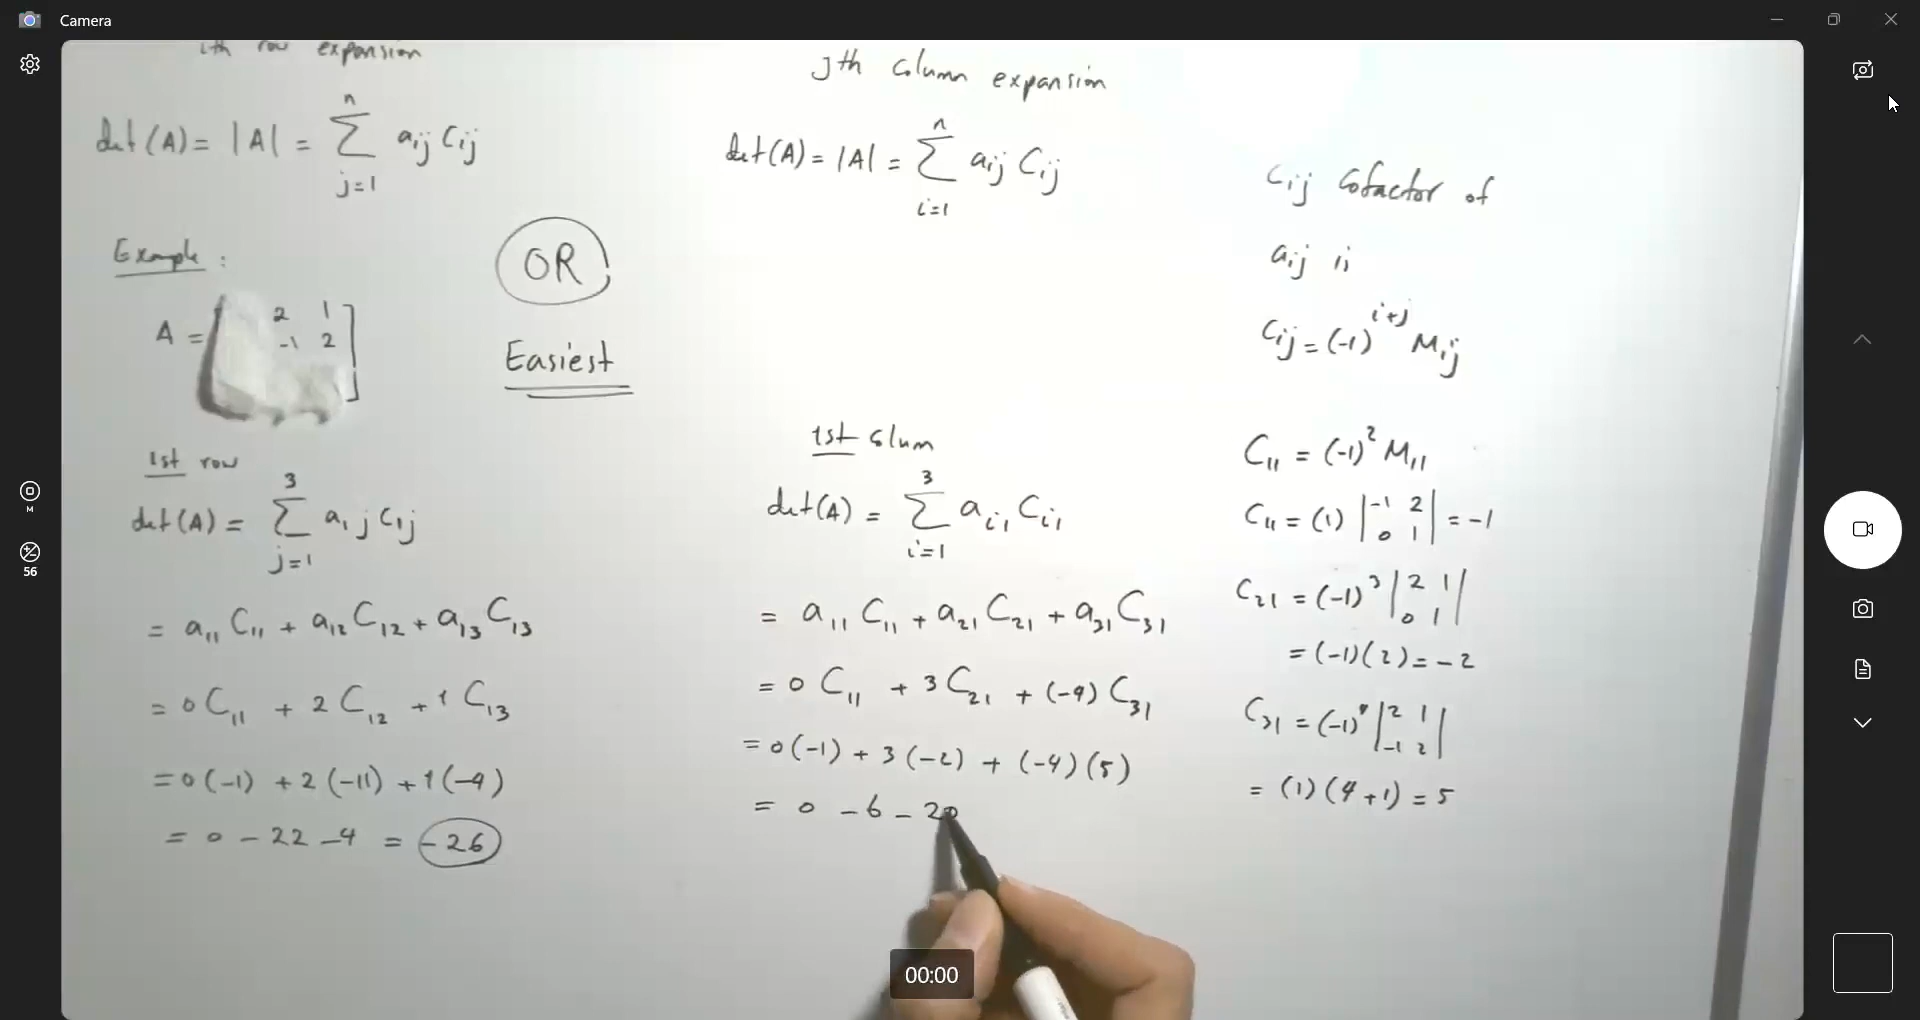 Camera
ith row expansion
det(A) = |A| = n Σ j=1 aij Cij
Example :
A = [ 2 1
-1 2 ]
1st row
det(A) = 3 Σ j=1 a1j C1j
= a11 C11 + a12 C12 + a13 C13
= 0 C11 + 2 C12 + 1 C13
= 0(-1) + 2(-11) + 1(-4)
= 0 - 22 - 4 = -26
OR
Easiest
jth column expansion
det(A) = |A| = n Σ i=1 aij Cij
1st Colum
det(A) = 3 Σ i=1 ai1 Ci1
= a11 C11 + a21 C21 + a31 C31
= 0 C11 + 3 C21 + (-4) C31
= 0(-1) + 3(-2) + (-4)(5)
= 0 - 6 - 20
Cij Cofactor of
aij is
Cij = (-1)^i+j Mij
C11 = (-1)^2 M11
C11 = (1) |-1 2
0 1| = -1
C21 = (-1)^3 |2 1
0 1|
= (-1)(2) = -2
C31 = (-1)^4 |2 1
-1 2|
= (1)(4+1) = 5
M
56
00:00